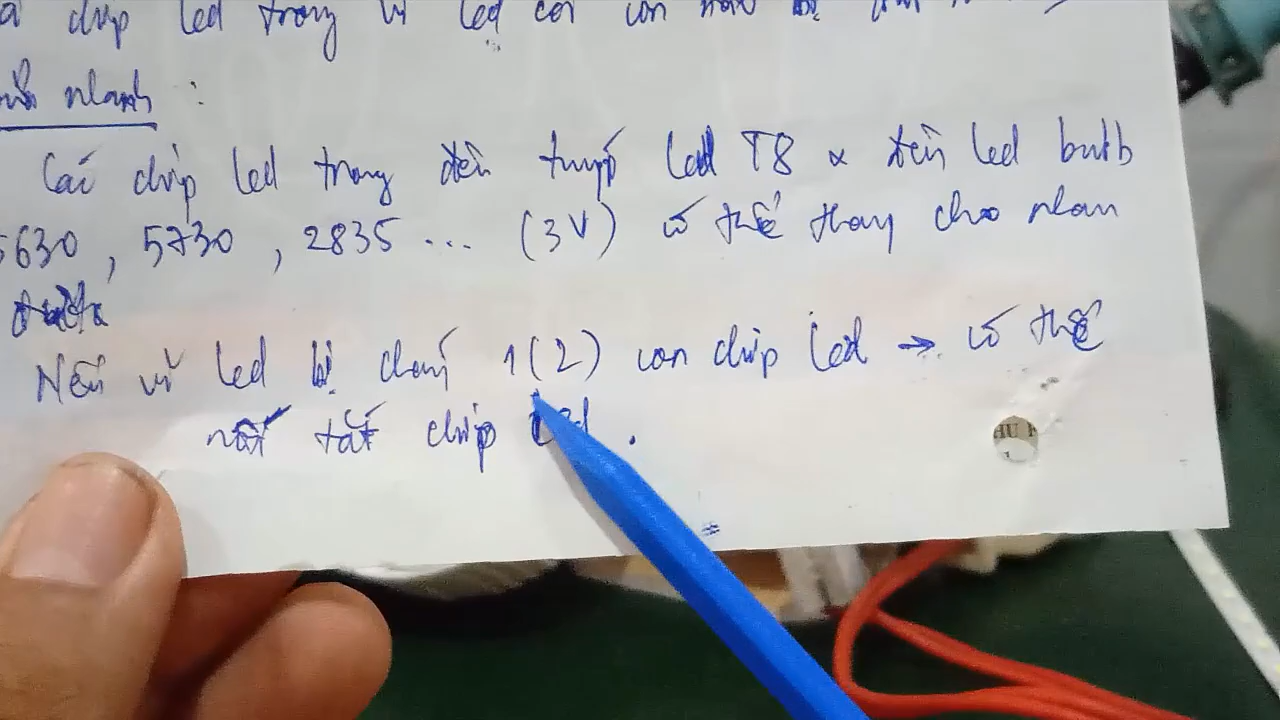 chip led trong vỉ led còn
nhanh :
Các chip led trong đèn tuýp led T8 & đèn led bulb
5630, 5730, 2835 ... (3V) có thể thay cho nhau
Nếu vỉ led bị cháy 1(2) con chip led → có thể
nối tắt chip led.
HU